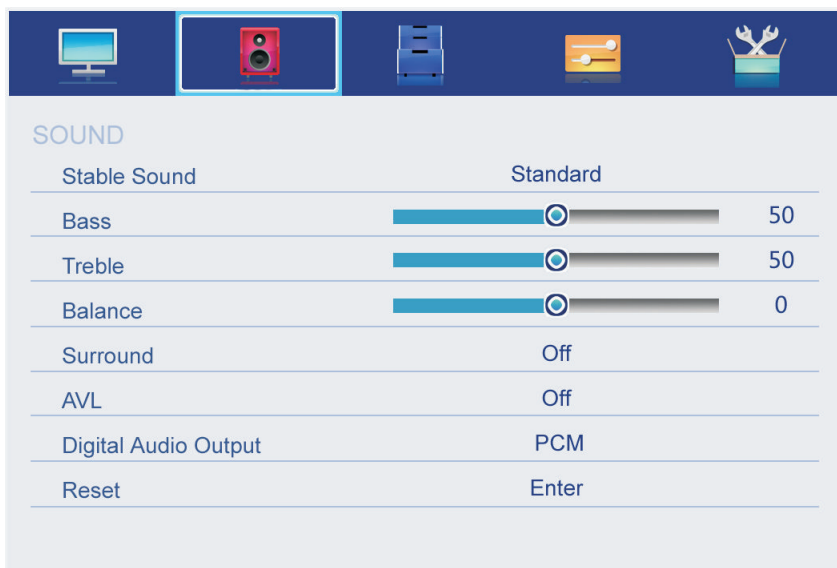 SOUND
Stable Sound Standard
Bass 50
Treble 50
Balance 0
Surround Off
AVL Off
Digital Audio Output PCM
Reset Enter